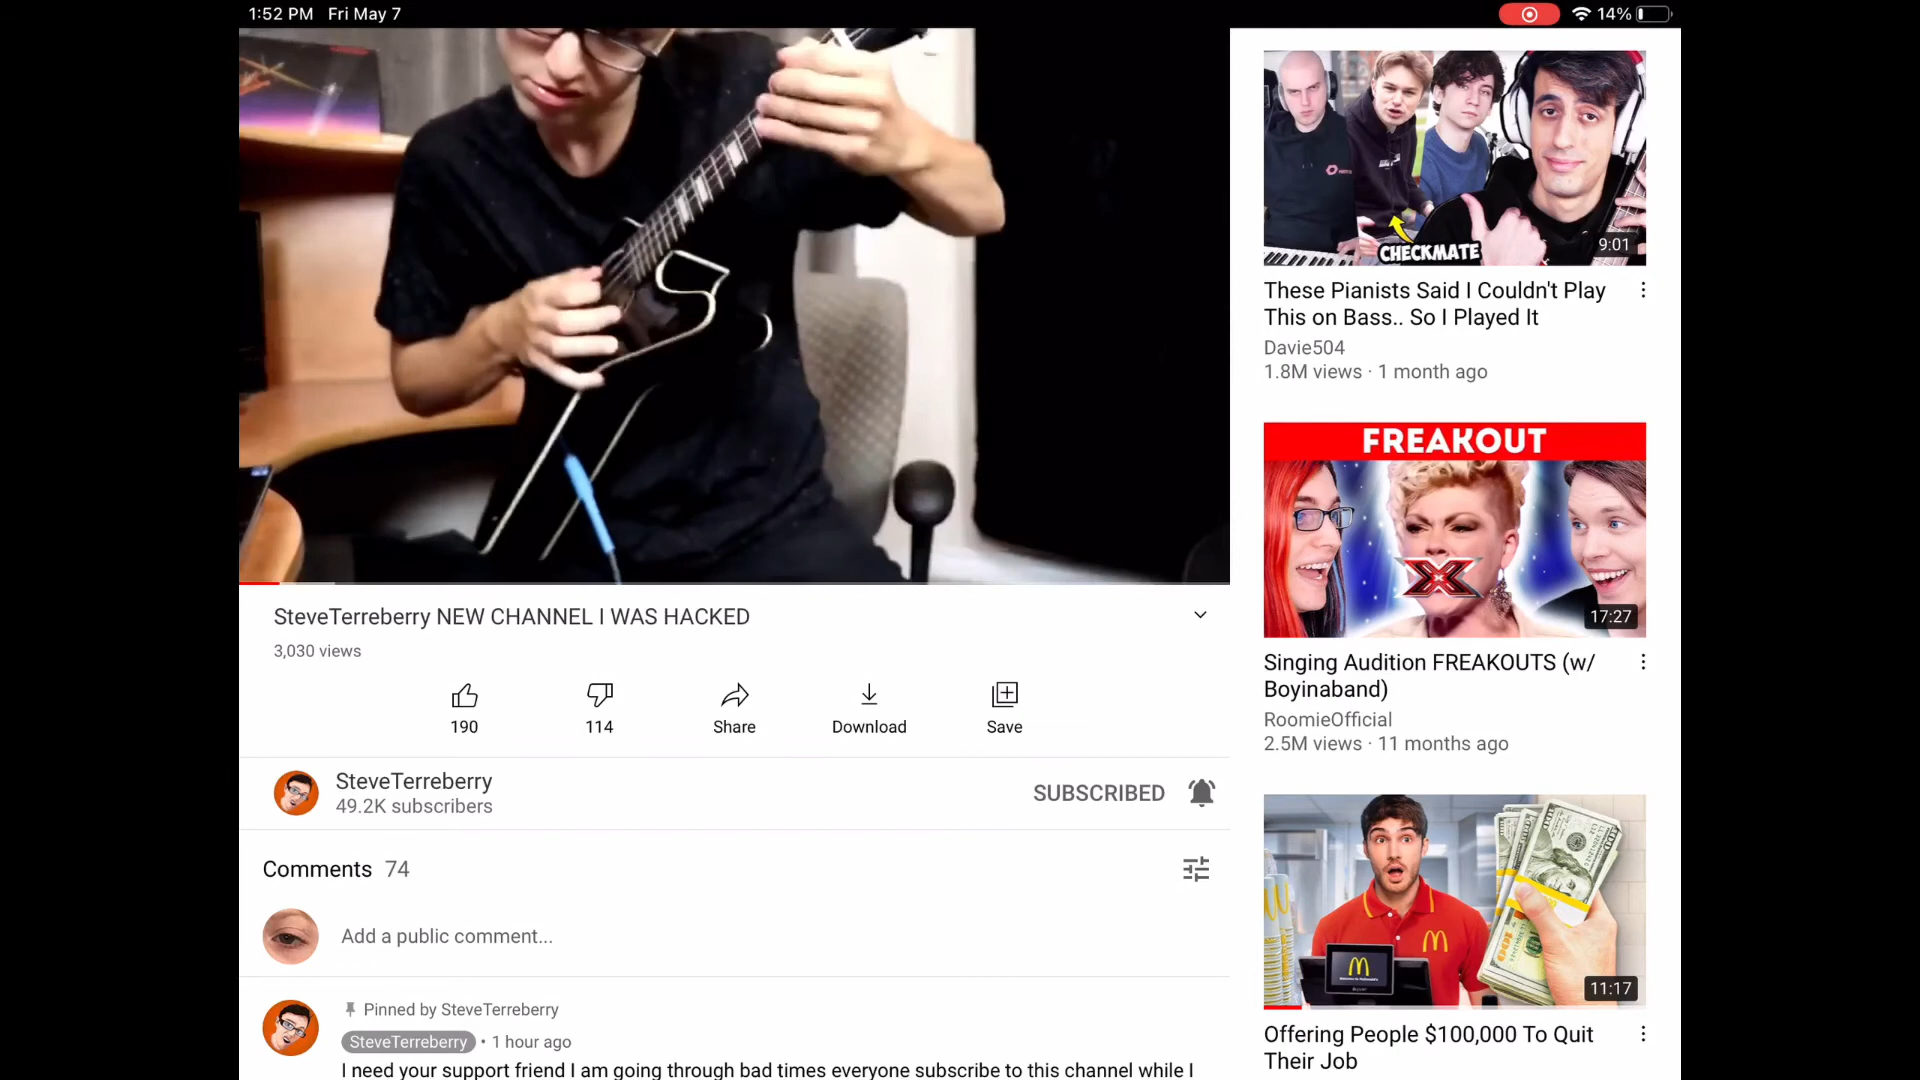 1:52 PM Fri May 7
14%
SteveTerreberry NEW CHANNEL I WAS HACKED
3,030 views
190
114
Share
Download
Save
SteveTerreberry
49.2K subscribers
SUBSCRIBED
Comments 74
Add a public comment...
Pinned by SteveTerreberry
SteveTerreberry • 1 hour ago
I need your support friend I am going through bad times everyone subscribe to this channel while I
CHECKMATE
9:01
These Pianists Said I Couldn't Play
This on Bass.. So I Played It
Davie504
1.8M views · 1 month ago
FREAKOUT
X
17:27
Singing Audition FREAKOUTS (w/
Boyinaband)
RoomieOfficial
2.5M views · 11 months ago
100
11:17
Offering People $100,000 To Quit
Their Job